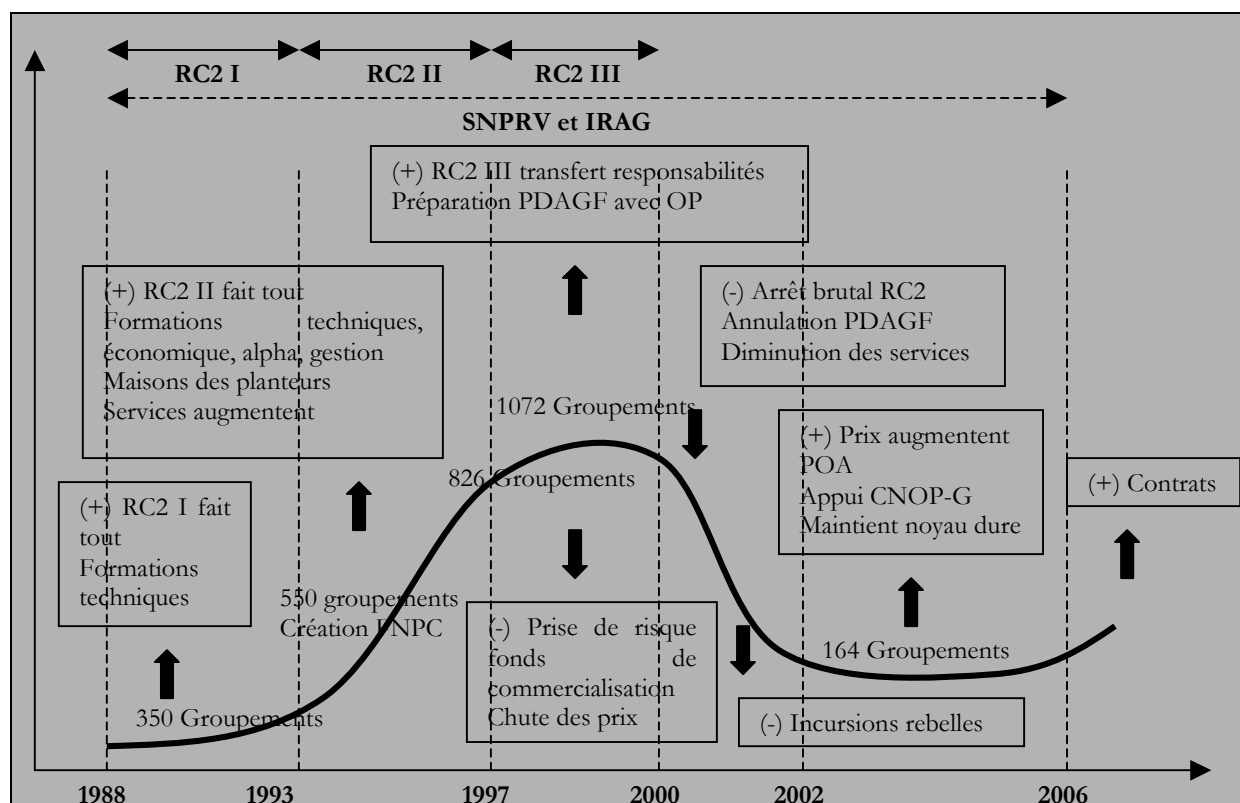 RC2 I
RC2 II
RC2 III
SNPRV et IRAG
(+) RC2 III transfert responsabilités
Préparation PDAGF avec OP
(+) RC2 II fait tout
Formations techniques,
économique, alpha, gestion
Maisons des planteurs
Services augmentent
(-) Arrêt brutal RC2
Annulation PDAGF
Diminution des services
1072 Groupements
826 Groupements
(+) Prix augmentent
POA
Appui CNOP-G
Maintient noyau dure
(+) Contrats
(+) RC2 I fait
tout
Formations
techniques
550 groupements
Création FNPC
(-) Prise de risque
fonds de
commercialisation
Chute des prix
164 Groupements
350 Groupements
(-) Incursions rebelles
1988 1993 1997 2000 2002 2006